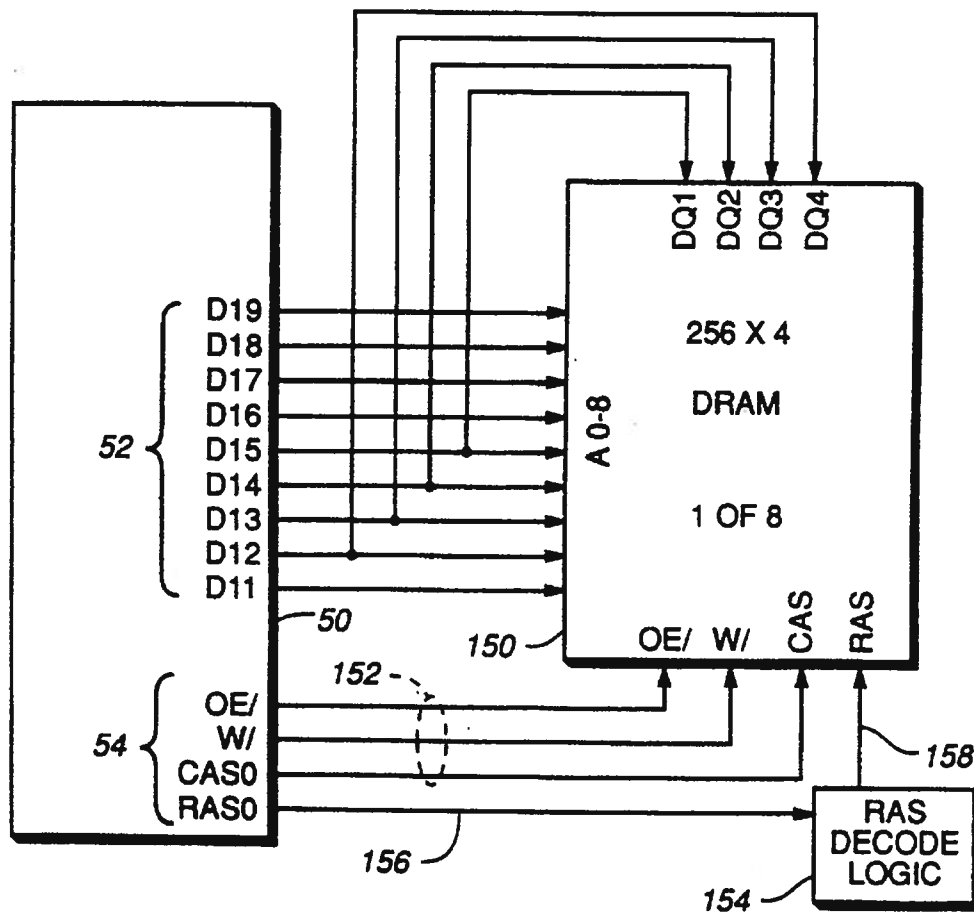 DQ1
DQ2
DQ3
DQ4
D19
D18
D17
D16
D15
D14
D13
D12
D11
52
A 0-8
256 X 4
DRAM
1 OF 8
50
150
OE/
W/
CAS
RAS
152
54
OE/
W/
CAS0
RAS0
156
158
RAS
DECODE
LOGIC
154